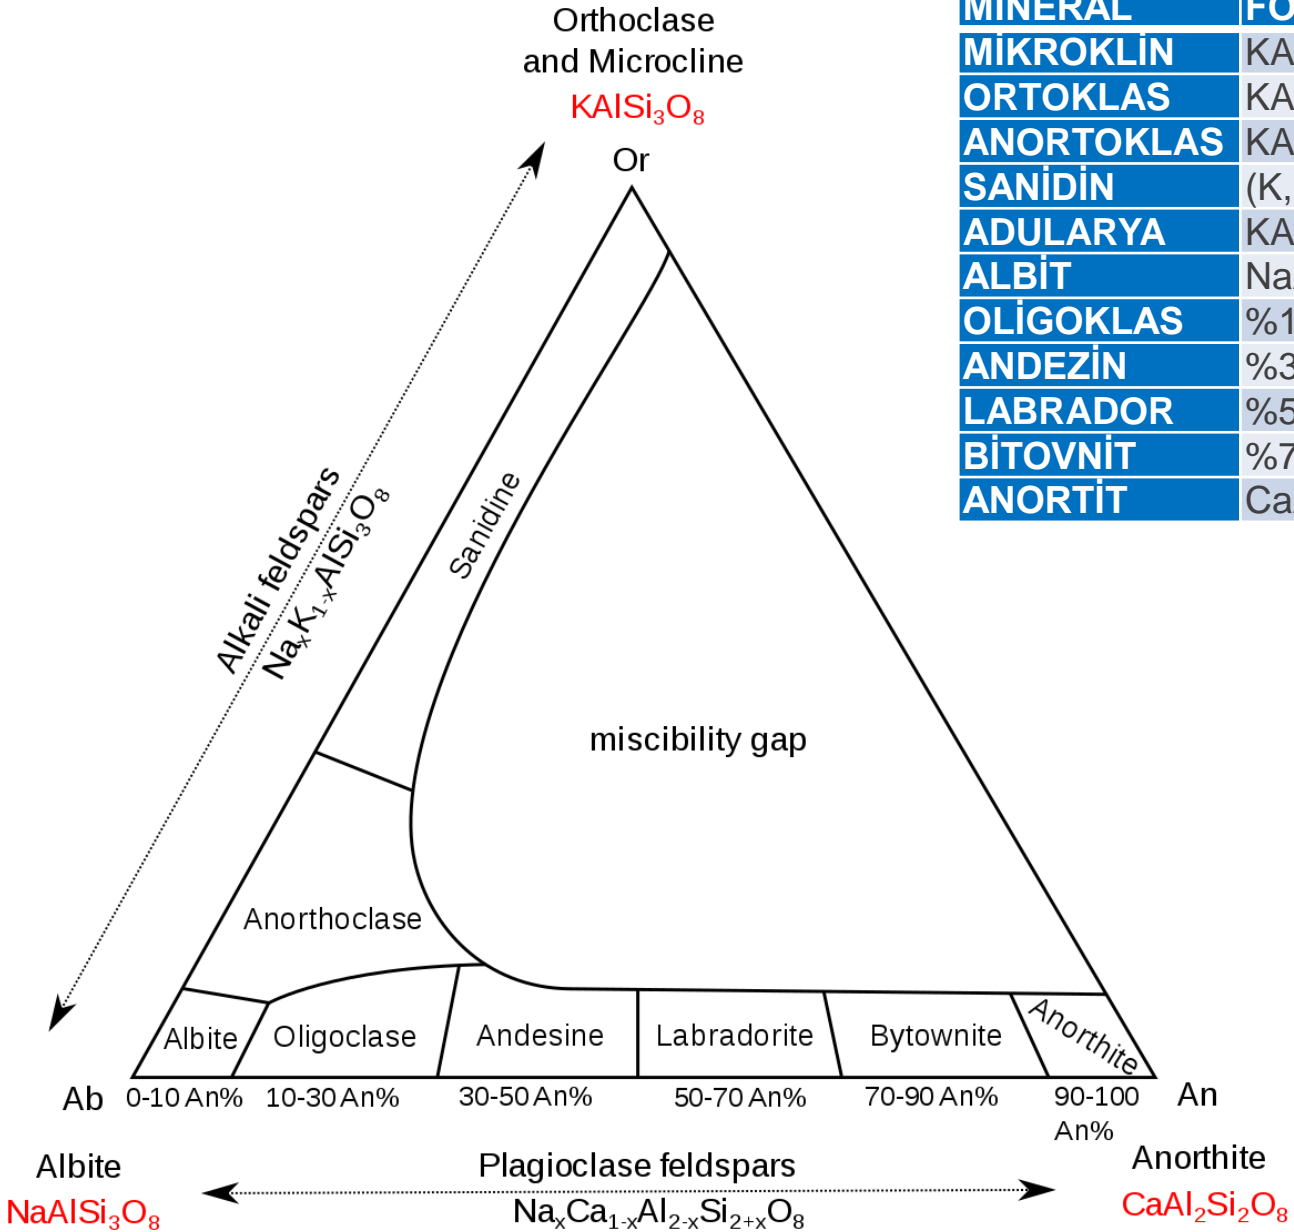 Orthoclase
and Microcline
KAlSi₃O₈
Or
MİNERAL FO
MİKROKLİN KA
ORTOKLAS KA
ANORTOKLAS KA
SANİDİN (K,
ADULARYA KA
ALBİT Na
OLİGOKLAS %1
ANDEZİN %3
LABRADOR %5
BİTOVNİT %7
ANORTİT Ca
Alkali feldspars
NaₓK₁₋ₓAlSi₃O₈
Sanidine
miscibility gap
Anorthoclase
Albite Oligoclase Andesine Labradorite Bytownite Anorthite
Ab 0-10 An% 10-30 An% 30-50 An% 50-70 An% 70-90 An% 90-100 An
An%
Albite Plagioclase feldspars Anorthite
NaAlSi₃O₈ NaₓCa₁₋ₓAl₂₋ₓSi₂₊ₓO₈ CaAl₂Si₂O₈